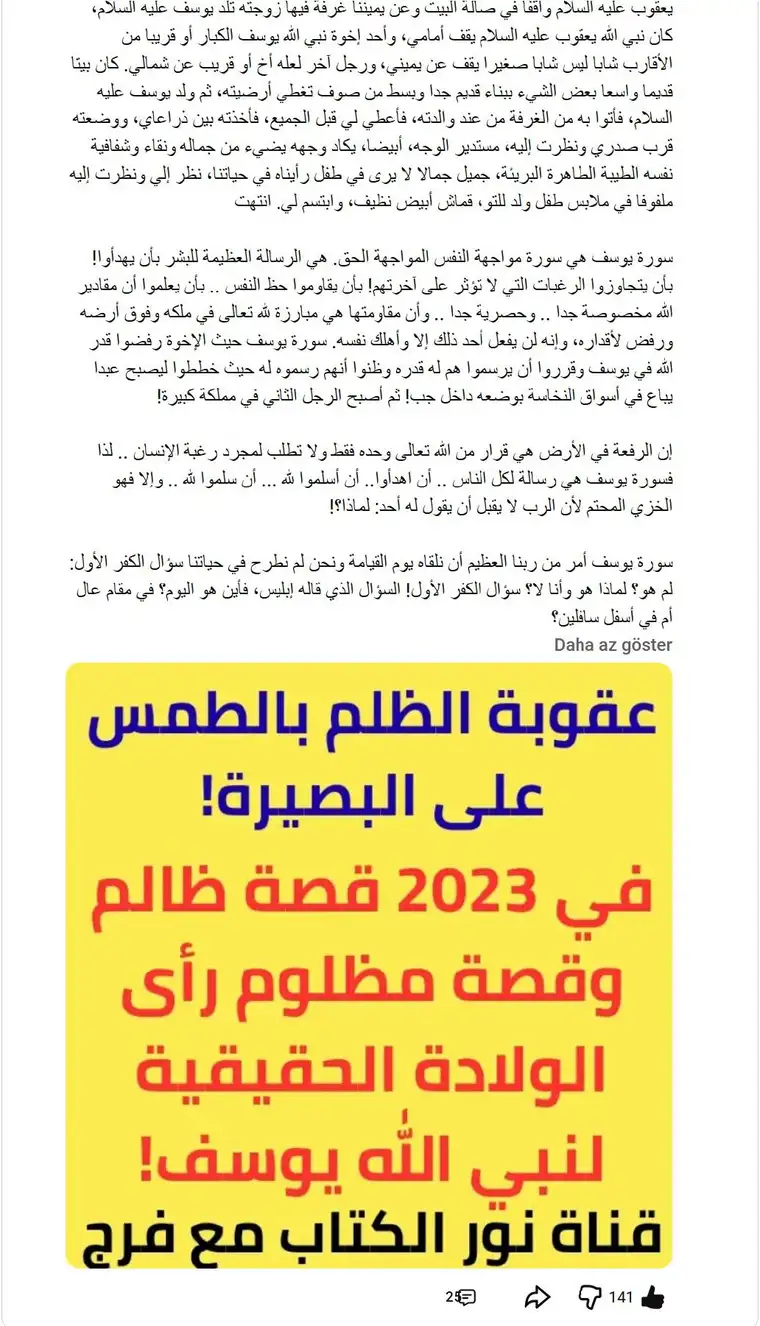 يعقوب عليه السلام واقفا في صالة البيت وعن يميننا غرفة فيها زوجته تلد يوسف عليه السلام،
كان نبي الله يعقوب عليه السلام يقف أمامي، وأحد إخوة نبي الله يوسف الكبار أو قريبا من
الأقارب شابا ليس شابا صغيرا يقف عن يميني، ورجل آخر لعله أخ أو قريب عن شمالي. كان بيتا
قديما واسعا بعض الشيء ببناء قديم جدا وبسط من صوف تغطي أرضيته، ثم ولد يوسف عليه
السلام، فأتوا به من الغرفة من عند والدته، فأعطي لي قبل الجميع، فأخذته بين ذراعاي، ووضعته
قرب صدري ونظرت إليه، مستدير الوجه، أبيضا، يكاد وجهه يضيء من جماله ونقاء وشفافية
نفسه الطيبة الطاهرة البريئة، جميل جمالا لا يرى في طفل رأيناه في حياتنا، نظر إلي ونظرت إليه
ملفوفا في ملابس طفل ولد للتو، قماش أبيض نظيف، وابتسم لي. انتهت
سورة يوسف هي سورة مواجهة النفس المواجهة الحق. هي الرسالة العظيمة للبشر بأن يهدأوا!
بأن يتجاوزوا الرغبات التي لا تؤثر على آخرتهم! بأن يقاوموا حظ النفس .. بأن يعلموا أن مقادير
الله مخصوصة جدا .. وحصرية جدا .. وأن مقاومتها هي مبارزة لله تعالى في ملكه وفوق أرضه
ورفض لأقداره، وإنه لن يفعل أحد ذلك إلا وأهلك نفسه. سورة يوسف حيث الإخوة رفضوا قدر
الله في يوسف وقرروا أن يرسموا هم له قدره وظنوا أنهم رسموه له حيث خططوا ليصبح عبدا
يباع في أسواق النخاسة بوضعه داخل جب! ثم أصبح الرجل الثاني في مملكة كبيرة!
إن الرفعة في الأرض هي قرار من الله تعالى وحده فقط ولا تطلب لمجرد رغبة الإنسان .. لذا
فسورة يوسف هي رسالة لكل الناس .. أن اهدأوا.. أن أسلموا لله ... أن سلموا لله .. وإلا فهو
الخزي المحتم لأن الرب لا يقبل أن يقول له أحد: لماذا؟!
سورة يوسف أمر من ربنا العظيم أن نلقاه يوم القيامة ونحن لم نطرح في حياتنا سؤال الكفر الأول:
لم هو؟ لماذا هو وأنا لا؟ سؤال الكفر الأول! السؤال الذي قاله إبليس، فأين هو اليوم؟ في مقام عال
أم في أسفل سافلين؟
Daha az göster
عقوبة الظلم بالطمس
على البصيرة!
في 2023 قصة ظالم
وقصة مظلوم رأى
الولادة الحقيقية
لنبي الله يوسف!
قناة نور الكتاب مع فرج
141
25